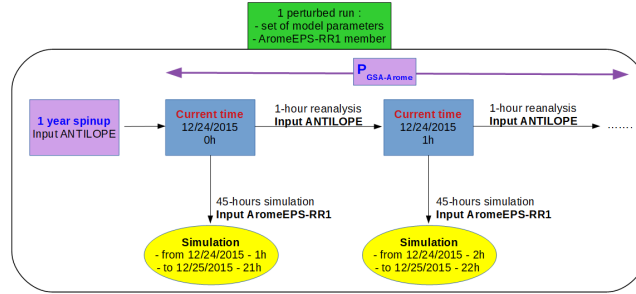 1 perturbed run :
- set of model parameters
- AromeEPS-RR1 member
P GSA-Arome
1 year spinup
Input ANTILOPE
Current time
12/24/2015
0h
1-hour reanalysis
Input ANTILOPE
Current time
12/24/2015
1h
1-hour reanalysis
Input ANTILOPE
.......
45-hours simulation
Input AromeEPS-RR1
45-hours simulation
Input AromeEPS-RR1
Simulation
- from 12/24/2015 - 1h
- to 12/25/2015 - 21h
Simulation
- from 12/24/2015 - 2h
- to 12/25/2015 - 22h